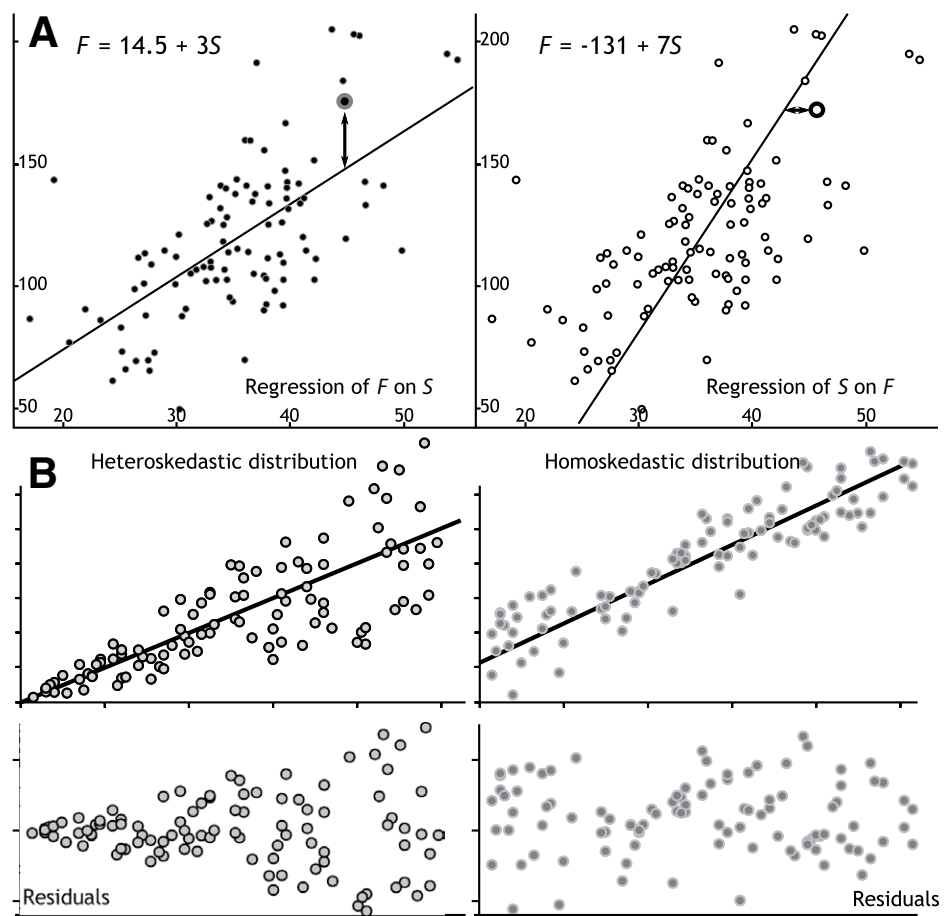 A
F = 14.5 + 3S
150
100
50
20
30
40
50
Regression of F on S
F = -131 + 7S
200
150
100
50
20
30
40
50
Regression of S on F
B
Heteroskedastic distribution
Homoskedastic distribution
Residuals
Residuals